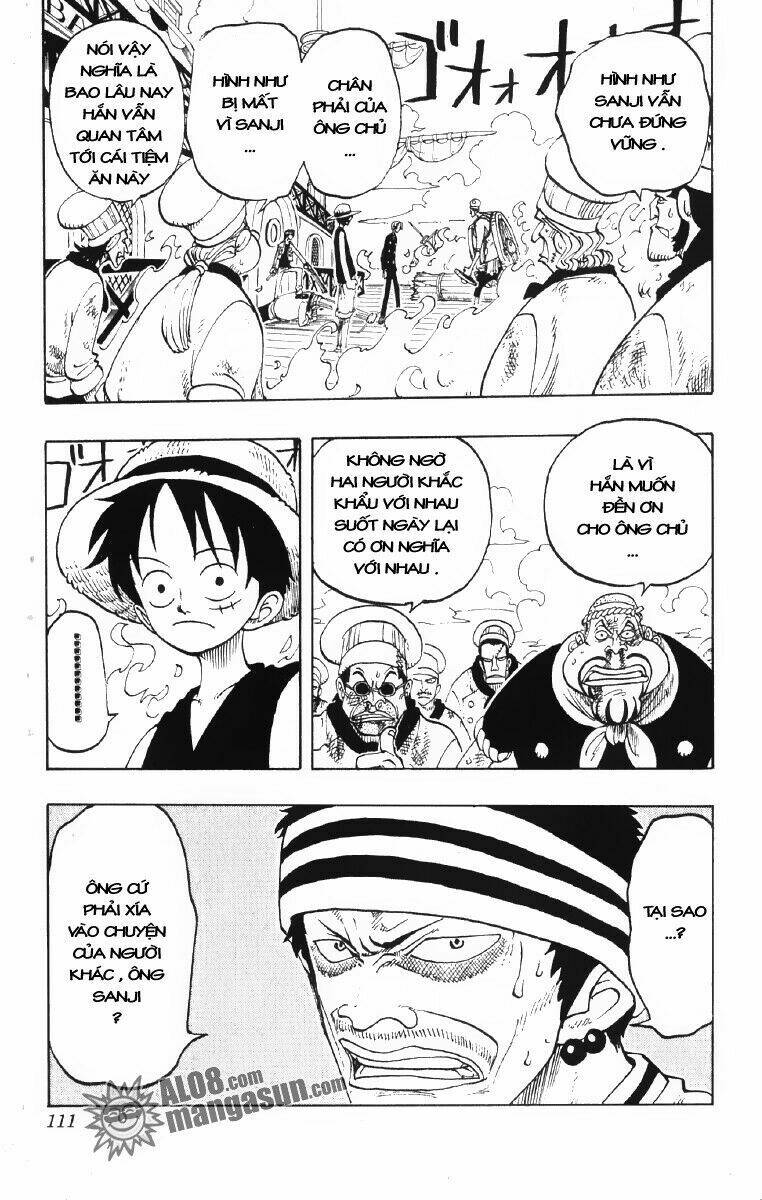 ゴオオオオ
HÌNH NHƯ
SANJI VẪN
CHƯA ĐỨNG
VỮNG .
CHÂN
PHẢI CỦA
ÔNG CHỦ
...
HÌNH NHƯ
BỊ MẤT
VÌ SANJI
...
NÓI VẬY
NGHĨA LÀ
BAO LÂU NAY
HẮN VẪN
QUAN TÂM
TỚI CÁI TIỆM
ĂN NÀY
LÀ VÌ
HẮN MUỐN
ĐỀN ƠN
CHO ÔNG CHỦ
...
KHÔNG NGỜ
HAI NGƯỜI KHẮC
KHẨU VỚI NHAU
SUỐT NGÀY LẠI
CÓ ƠN NGHĨA
VỚI NHAU .
ゴオオ
............
TẠI SAO
...?
ÔNG CỨ
PHẢI XÍA
VÀO CHUYỆN
CỦA NGƯỜI
KHÁC , ÔNG
SANJI
?
111
ALO8.com
mangasun.com